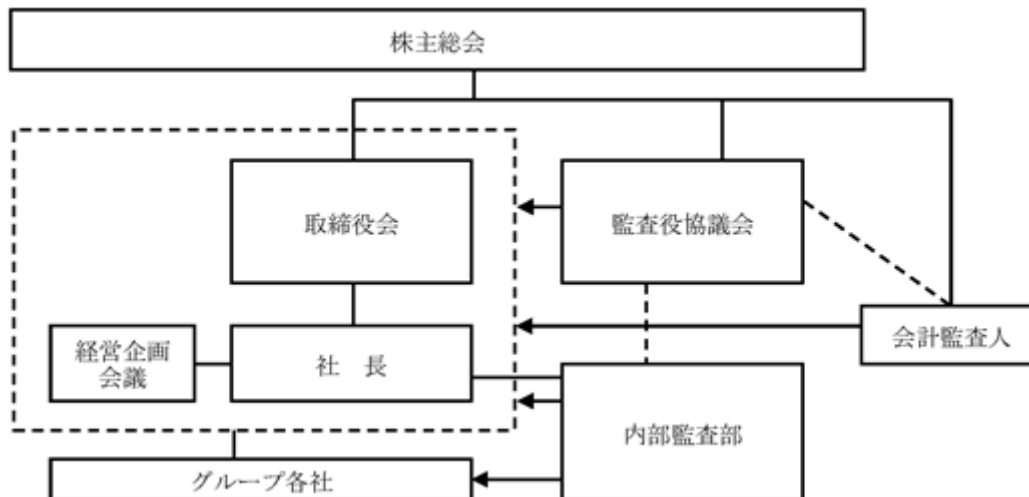 株主総会
取締役会
監査役協議会
会計監査人
経営企画
会議
社 長
内部監査部
グループ各社